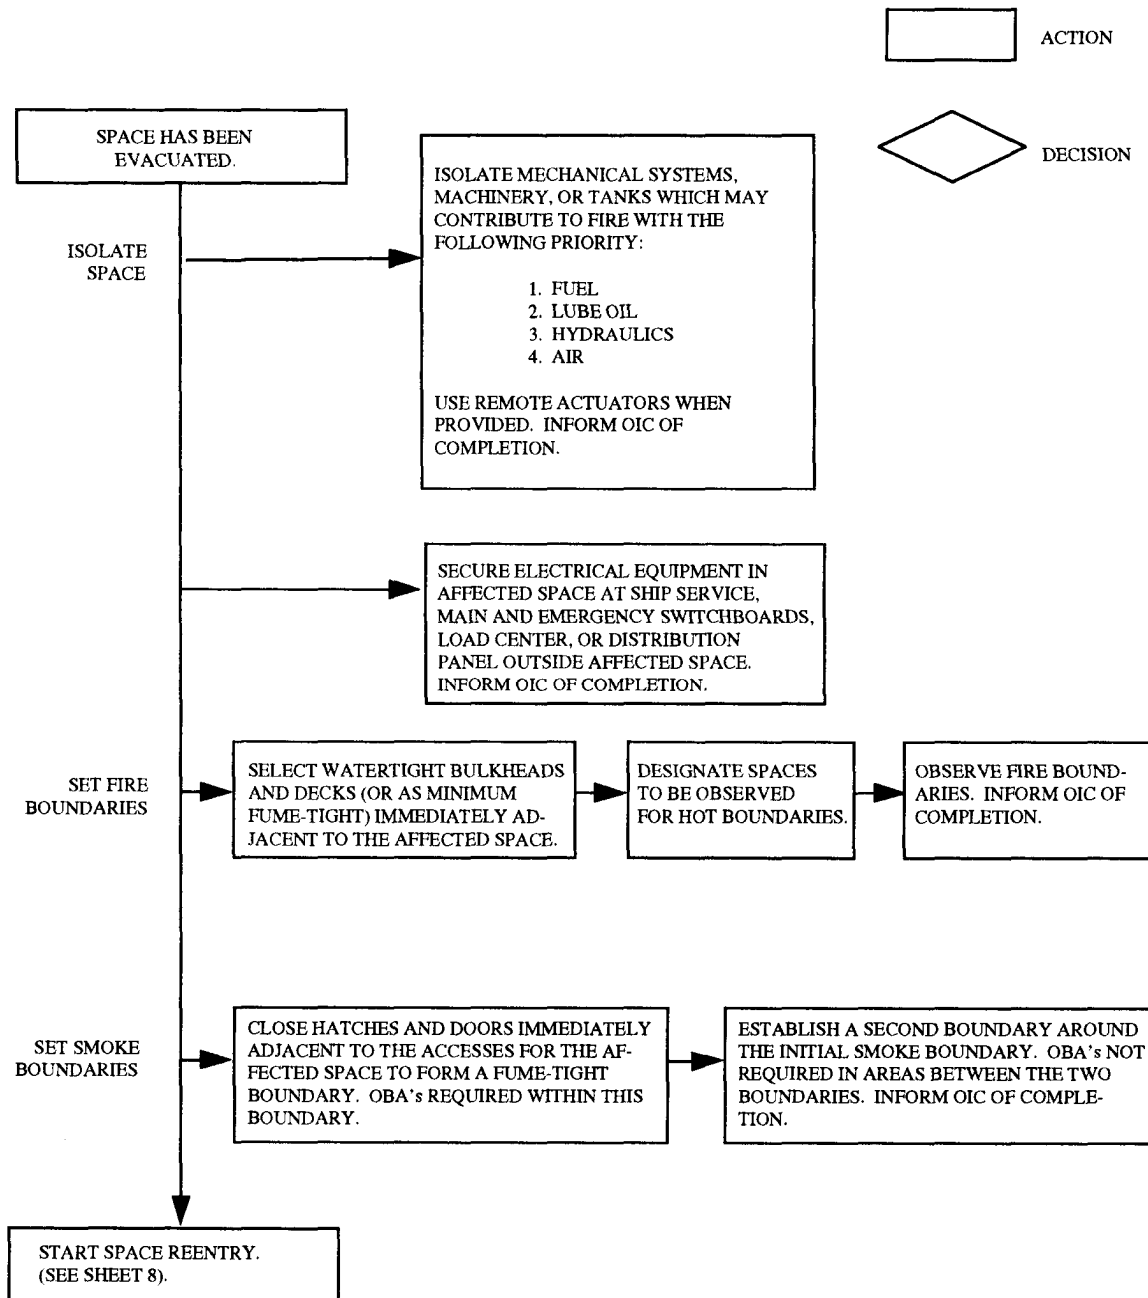 ACTION
DECISION
SPACE HAS BEEN
EVACUATED.
ISOLATE
SPACE
ISOLATE MECHANICAL SYSTEMS,
MACHINERY, OR TANKS WHICH MAY
CONTRIBUTE TO FIRE WITH THE
FOLLOWING PRIORITY:
1. FUEL
2. LUBE OIL
3. HYDRAULICS
4. AIR
USE REMOTE ACTUATORS WHEN
PROVIDED. INFORM OIC OF
COMPLETION.
SECURE ELECTRICAL EQUIPMENT IN
AFFECTED SPACE AT SHIP SERVICE,
MAIN AND EMERGENCY SWITCHBOARDS,
LOAD CENTER, OR DISTRIBUTION
PANEL OUTSIDE AFFECTED SPACE.
INFORM OIC OF COMPLETION.
SET FIRE
BOUNDARIES
SELECT WATERTIGHT BULKHEADS
AND DECKS (OR AS MINIMUM
FUME-TIGHT) IMMEDIATELY AD-
JACENT TO THE AFFECTED SPACE.
DESIGNATE SPACES
TO BE OBSERVED
FOR HOT BOUNDARIES.
OBSERVE FIRE BOUND-
ARIES. INFORM OIC OF
COMPLETION.
SET SMOKE
BOUNDARIES
CLOSE HATCHES AND DOORS IMMEDIATELY
ADJACENT TO THE ACCESSES FOR THE AF-
FECTED SPACE TO FORM A FUME-TIGHT
BOUNDARY. OBA's REQUIRED WITHIN THIS
BOUNDARY.
ESTABLISH A SECOND BOUNDARY AROUND
THE INITIAL SMOKE BOUNDARY. OBA's NOT
REQUIRED IN AREAS BETWEEN THE TWO
BOUNDARIES. INFORM OIC OF COMPLE-
TION.
START SPACE REENTRY.
(SEE SHEET 8).